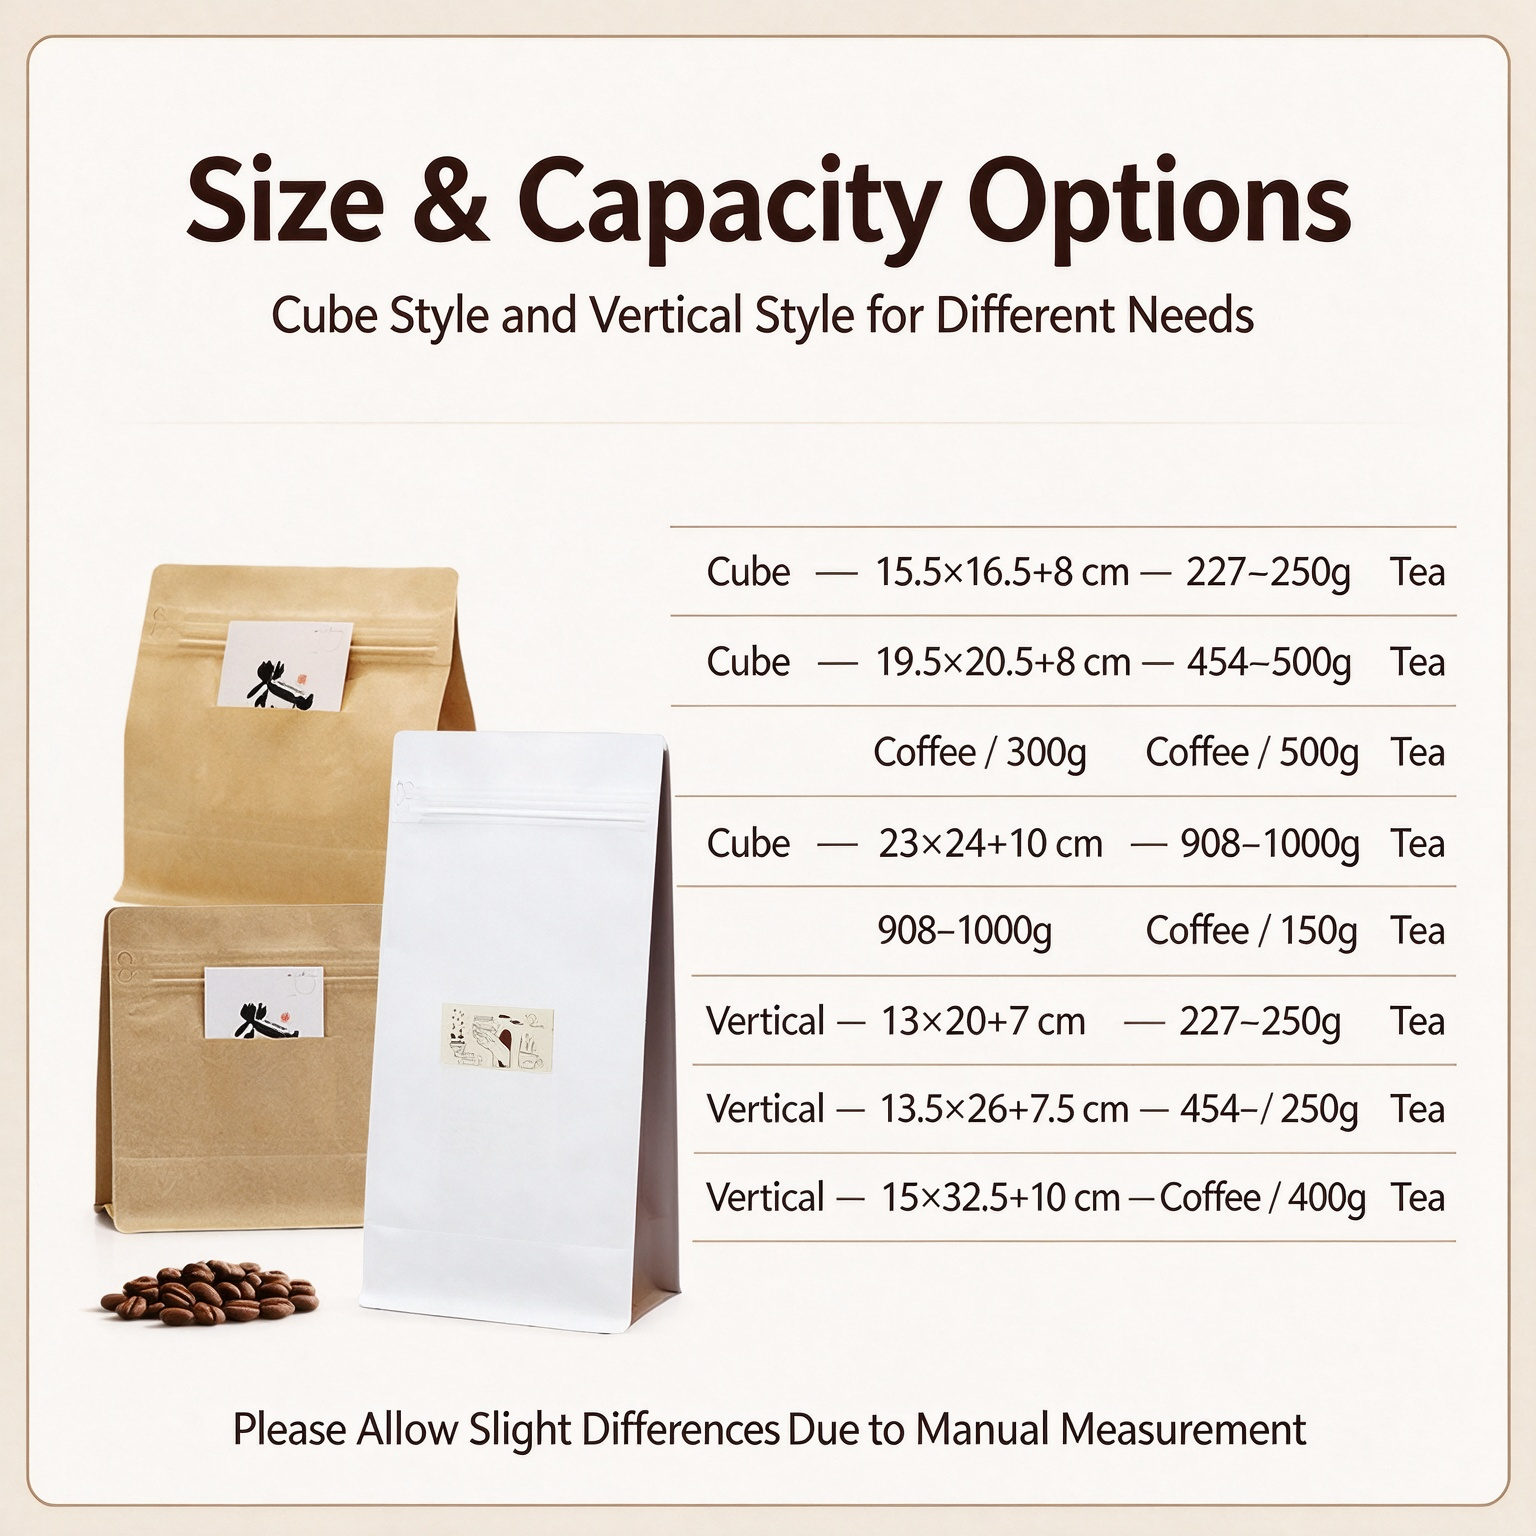 Size & Capacity Options
Cube Style and Vertical Style for Different Needs
Cube — 15.5×16.5+8 cm — 227~250g Tea
Cube — 19.5×20.5+8 cm — 454~500g Tea
Coffee / 300g Coffee / 500g Tea
Cube — 23×24+10 cm — 908–1000g Tea
908–1000g Coffee / 150g Tea
Vertical — 13×20+7 cm — 227~250g Tea
Vertical — 13.5×26+7.5 cm — 454–/ 250g Tea
Vertical — 15×32.5+10 cm — Coffee / 400g Tea
Please Allow Slight Differences Due to Manual Measurement